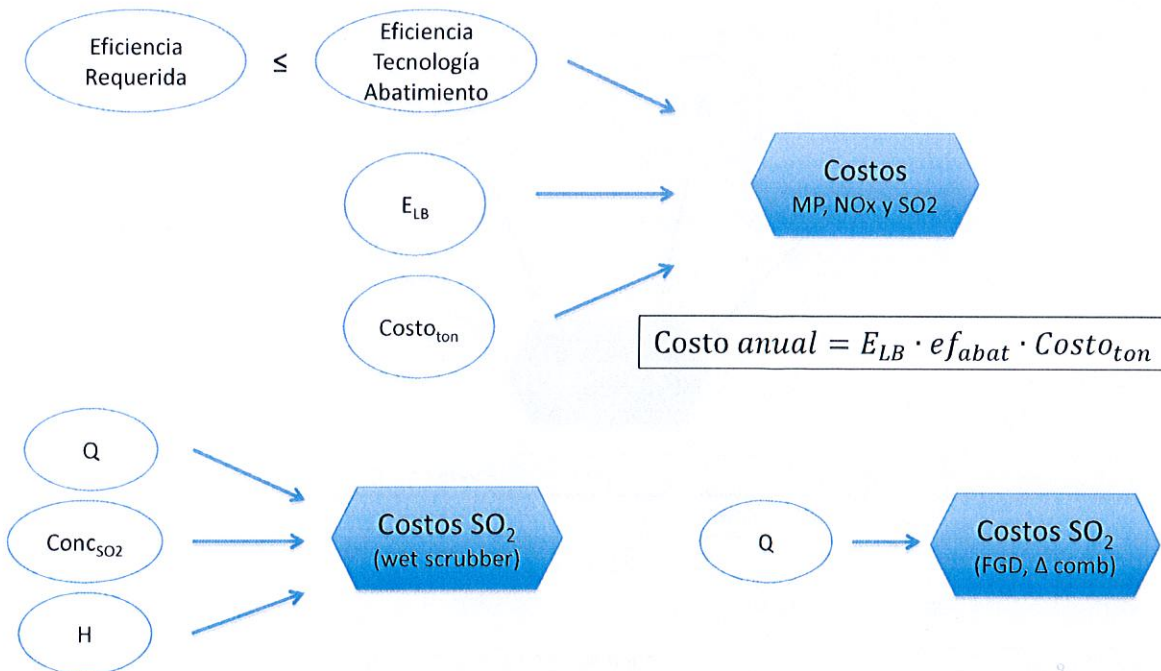 Eficiencia
Requerida
≤
Eficiencia
Tecnología
Abatimiento
E_LB
Costo_ton
Costos
MP, NOx y SO2
Costo anual = E_LB · ef_abat · Costo_ton
Q
Conc_SO2
H
Costos SO₂
(wet scrubber)
Q
Costos SO₂
(FGD, Δ comb)